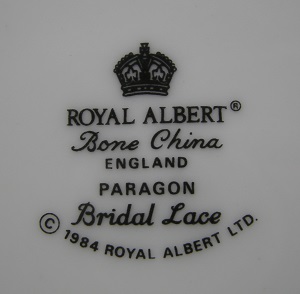 ROYAL ALBERT®
Bone China
ENGLAND
PARAGON
Bridal Lace
© 1984 ROYAL ALBERT LTD.